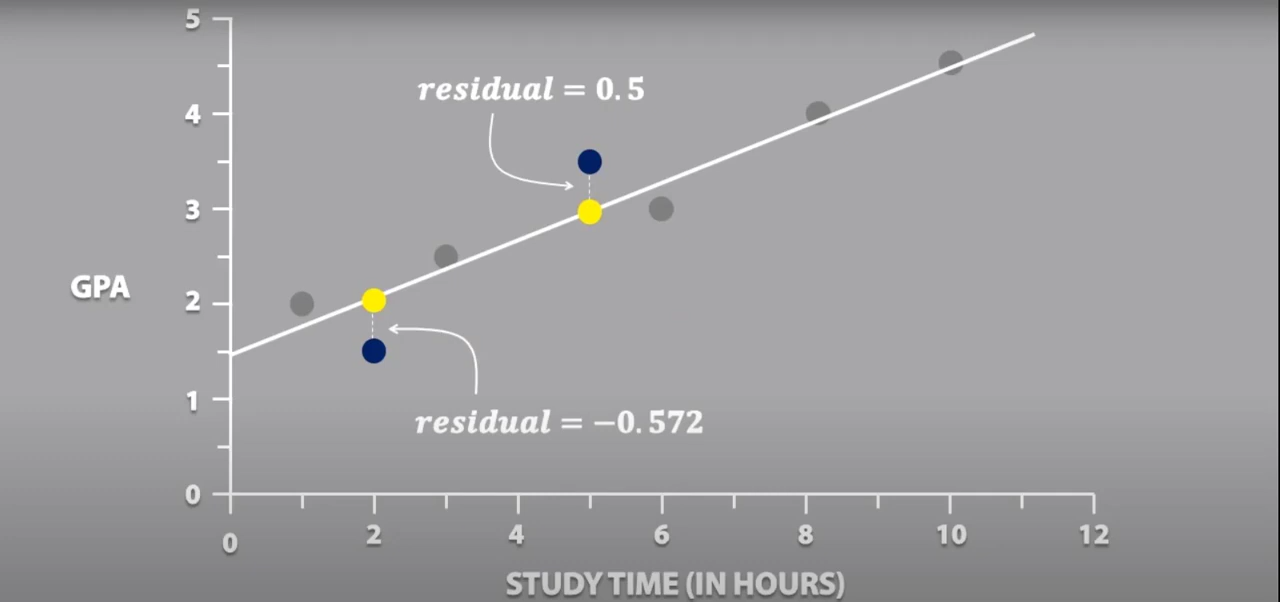 5
residual = 0.5
4
3
GPA
2
1
residual = −0.572
0
0 2 4 6 8 10 12
STUDY TIME (IN HOURS)